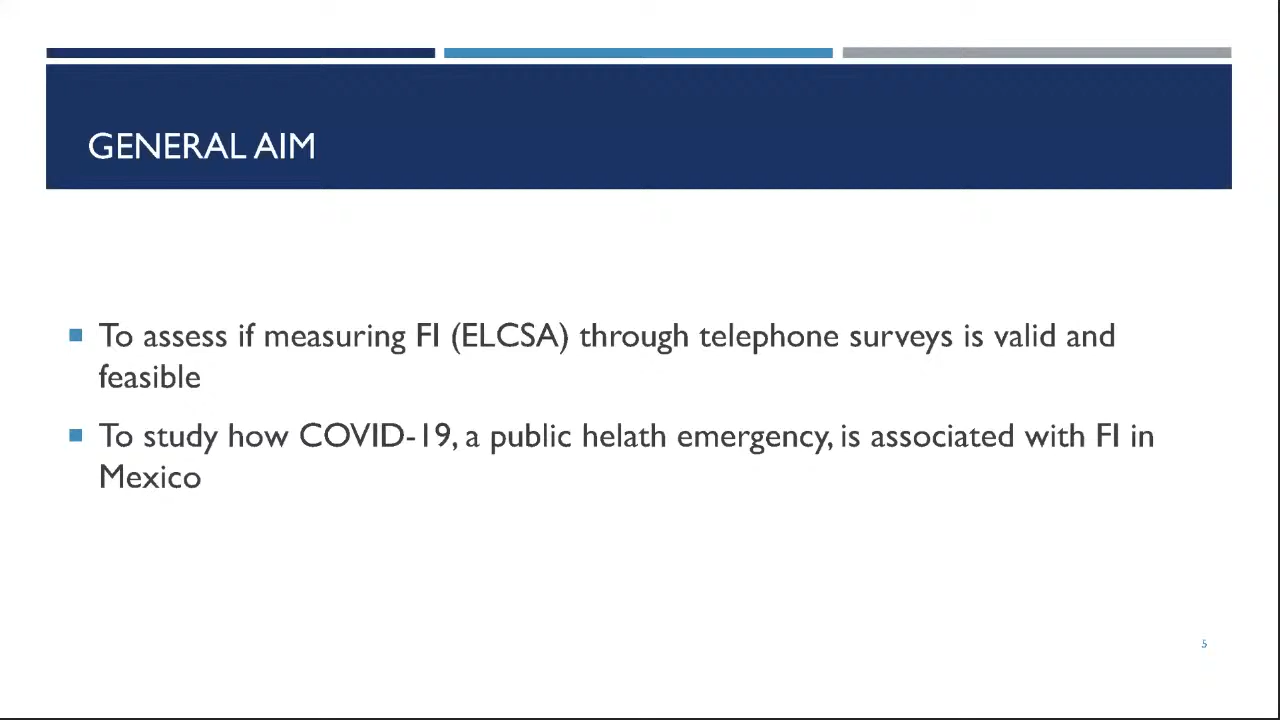 GENERAL AIM
To assess if measuring FI (ELCSA) through telephone surveys is valid and
feasible
To study how COVID-19, a public helath emergency, is associated with FI in
Mexico
5